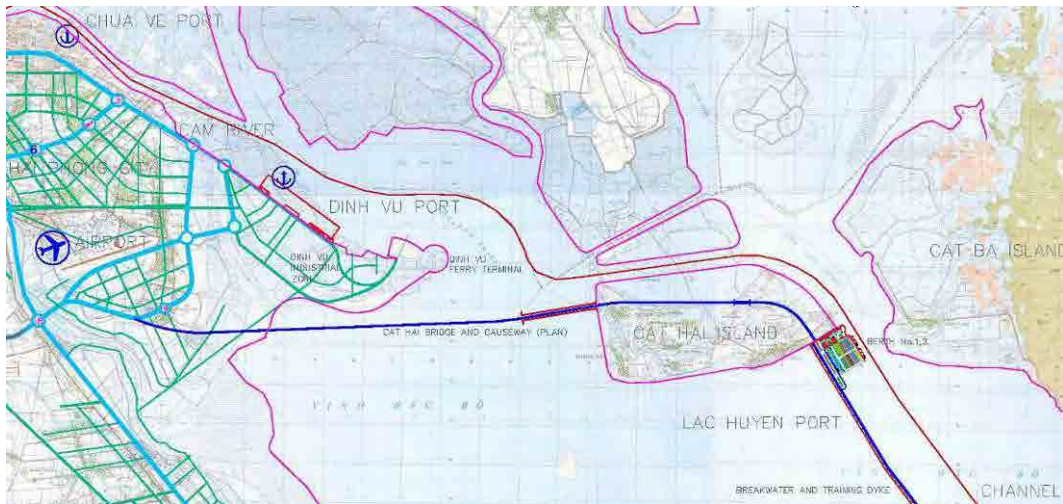 CHUA VE PORT
CAM RIVER
6
HAI PHONG CITY
DINH VU PORT
AIRPORT
DINH VU
INDUSTRIAL
ZONE
DINH VU
FERRY TERMINAL
CAT BA ISLAND
CAT HAI BRIDGE AND CAUSEWAY (PLAN)
CAT HAI ISLAND
BERTH No.1,2
LAC HUYEN PORT
BREAKWATER AND TRAINING DYKE
CHANNEL